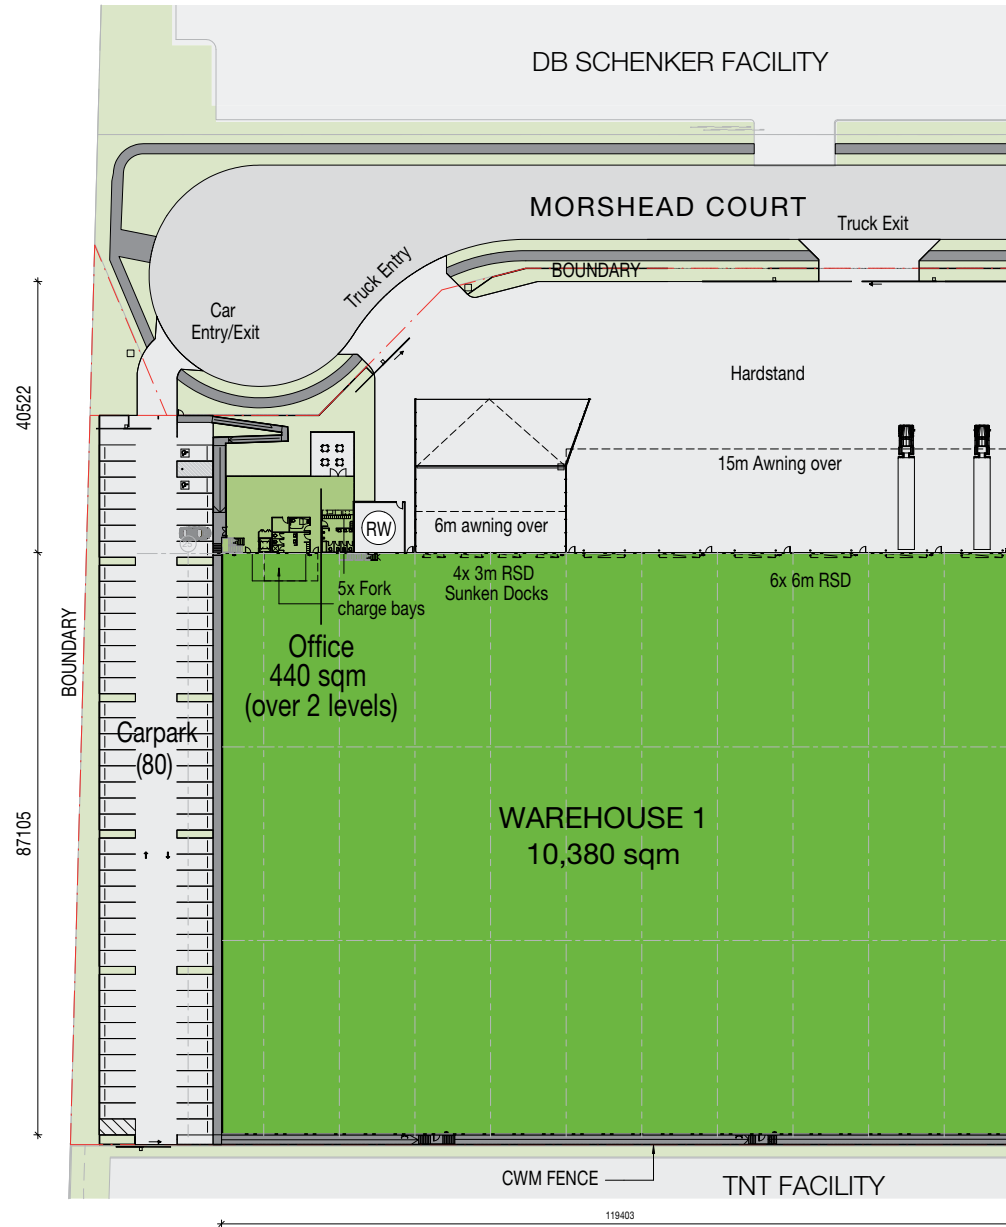 DB SCHENKER FACILITY
MORSHEAD COURT
Truck Exit
Truck Entry
BOUNDARY
Car
Entry/Exit
Hardstand
40522
15m Awning over
RW
6m awning over
5x Fork
charge bays
4x 3m RSD
Sunken Docks
6x 6m RSD
Office
440 sqm
(over 2 levels)
BOUNDARY
Carpark
(80)
87105
WAREHOUSE 1
10,380 sqm
CWM FENCE
TNT FACILITY
119403